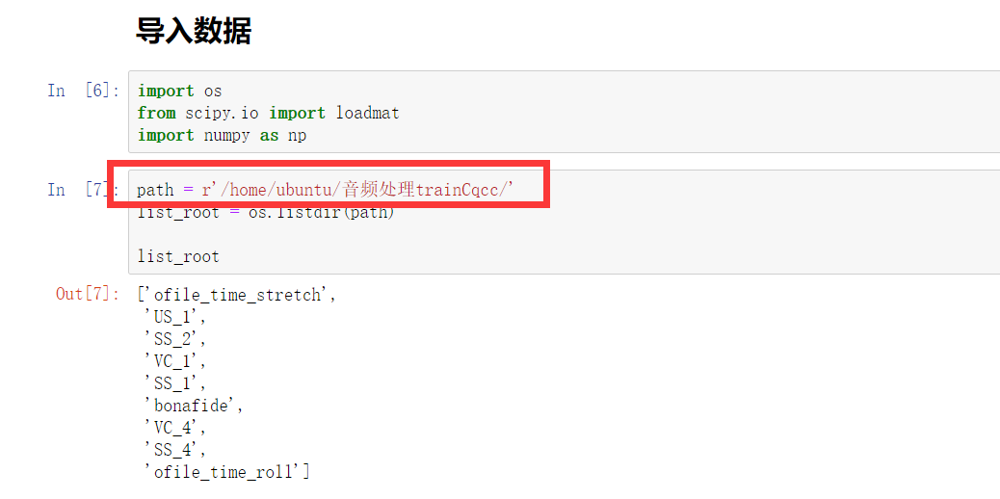 导入数据
In [6]: import os
from scipy.io import loadmat
import numpy as np
In [7]: path = r'/home/ubuntu/音频处理trainCqcc/'
list_root = os.listdir(path)
list_root
Out[7]: ['ofile_time_stretch',
'US_1',
'SS_2',
'VC_1',
'SS_1',
'bonafide',
'VC_4',
'SS_4',
'ofile_time_roll']